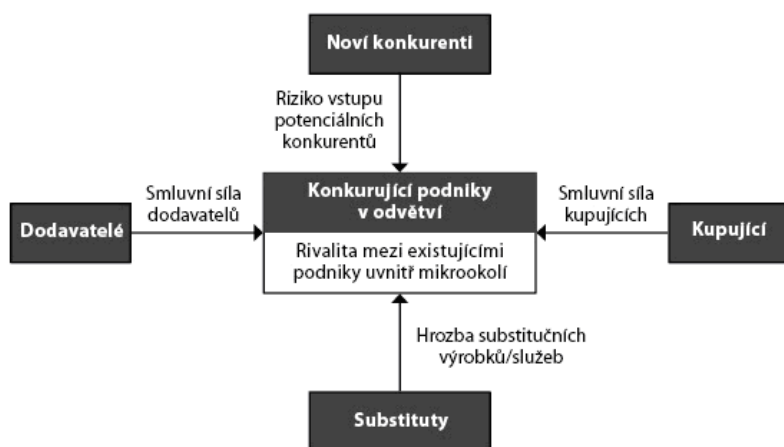 Noví konkurenti
Riziko vstupu
potenciálních
konkurentů
Smluvní síla
dodavatelů
Konkurující podniky
v odvětví
Smluvní síla
kupujících
Dodavatelé
Kupující
Rivalita mezi existujícími
podniky uvnitř mikrookolí
Hrozba substitučních
výrobků/služeb
Substituty